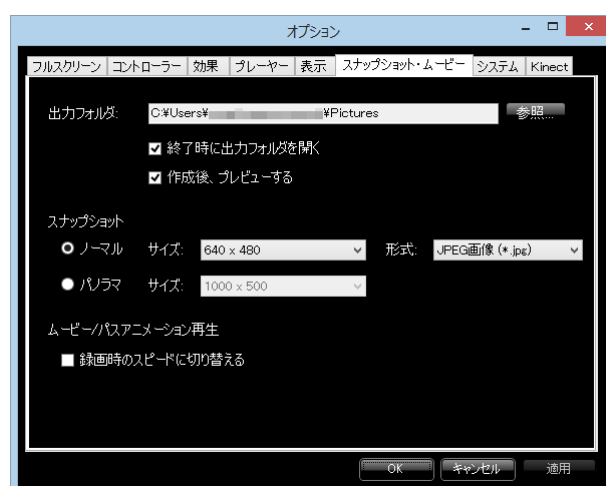 オプション
フルスクリーン コントローラー 効果 プレーヤー 表示 スナップショット・ムービー システム Kinect
出力フォルダ: C:¥Users¥ ¥Pictures 参照...
終了時に出力フォルダを開く
作成後、プレビューする
スナップショット
ノーマル サイズ: 640 x 480 形式: JPEG画像 (*.jpg)
パノラマ サイズ: 1000 x 500
ムービー/パスアニメーション再生
録画時のスピードに切り替える
OK キャンセル 適用